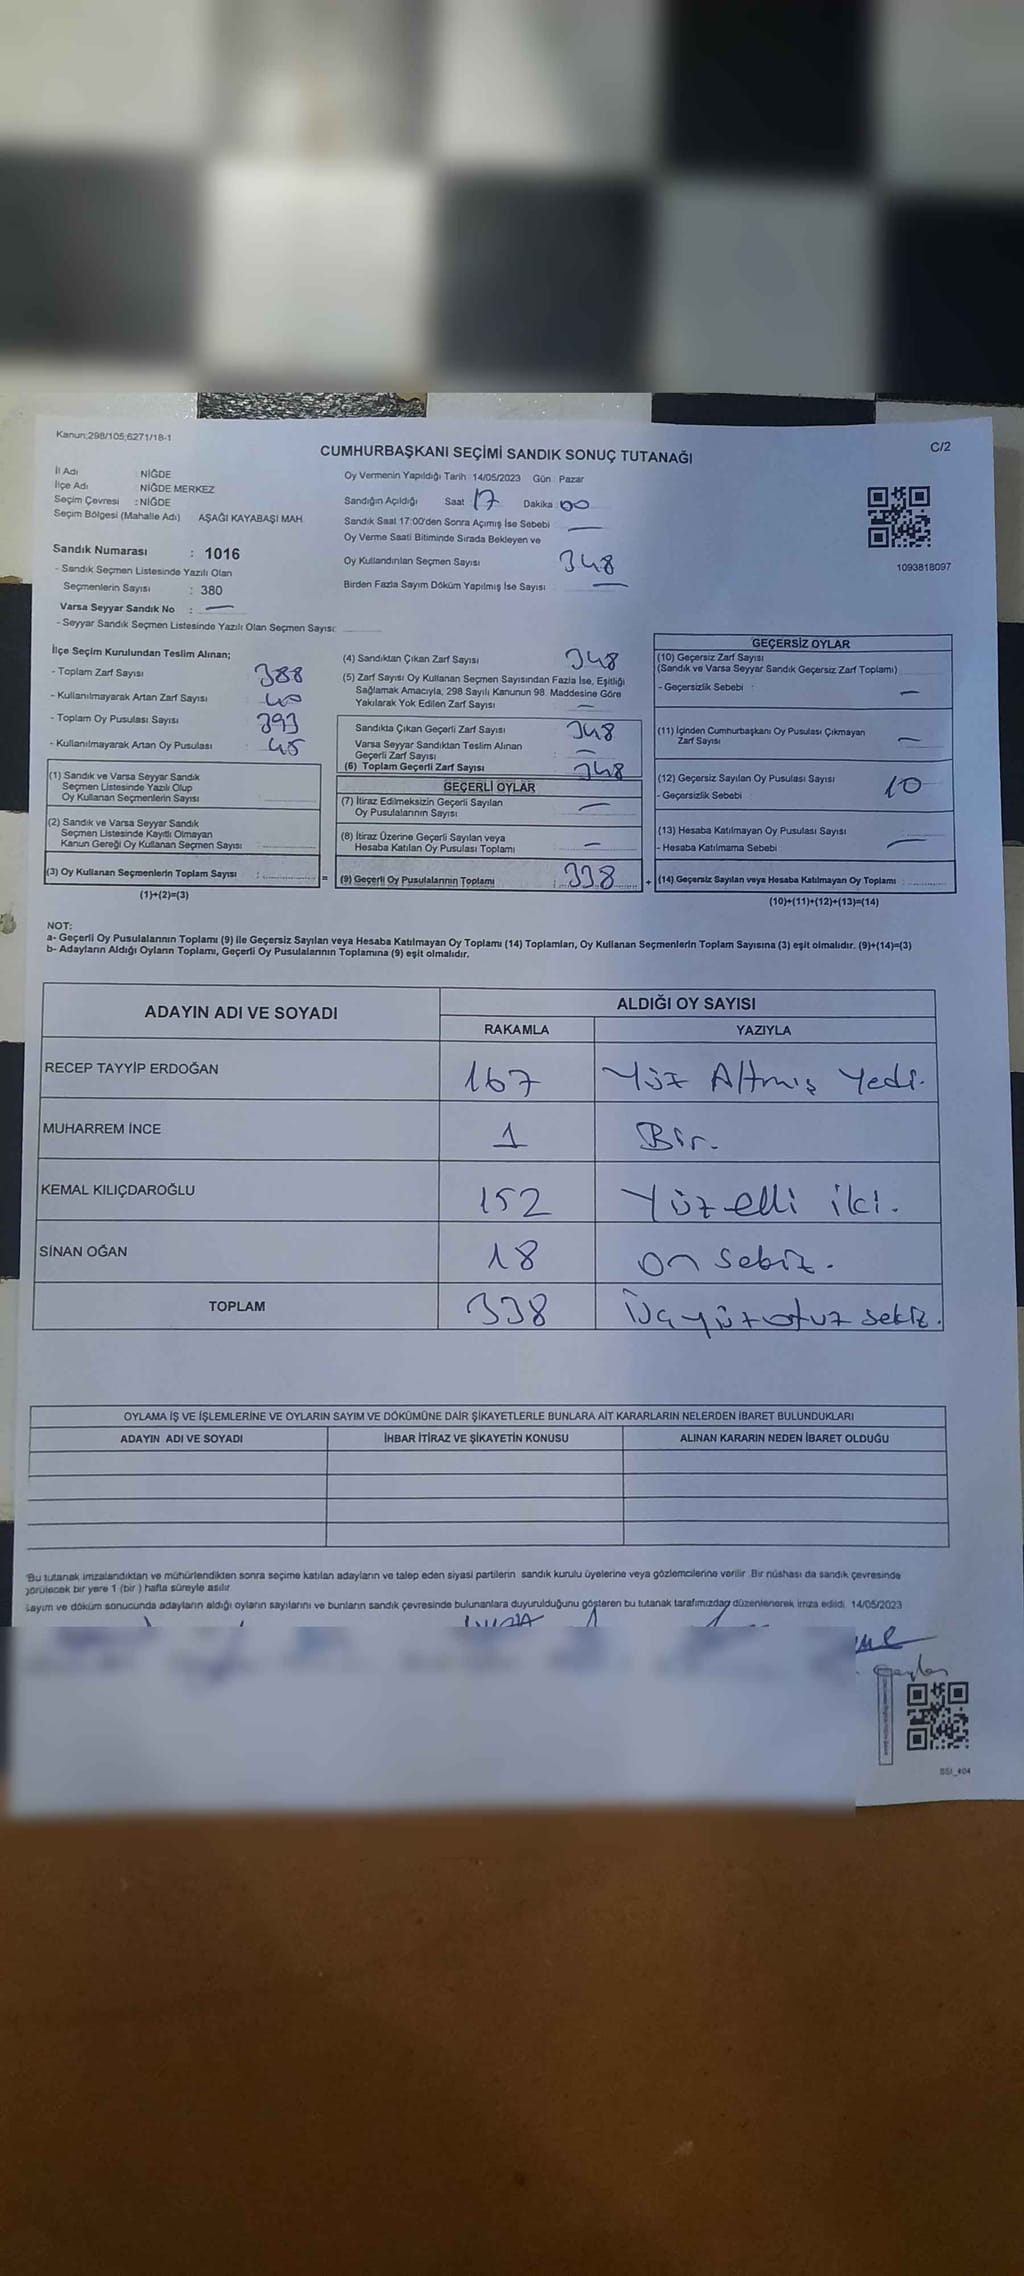 Kanun;298/105,6271/18-1
C/2
CUMHURBAŞKANI SEÇİMİ SANDIK SONUÇ TUTANAĞI
İl Adı : NİĞDE
İlçe Adı : NİĞDE MERKEZ
Seçim Çevresi : NİĞDE
Seçim Bölgesi (Mahalle Adı) AŞAĞI KAYABAŞI MAH.
Sandık Numarası : 1016
- Sandık Seçmen Listesinde Yazılı Olan
Seçmenlerin Sayısı : 380
Varsa Seyyar Sandık No : —
- Seyyar Sandık Seçmen Listesinde Yazılı Olan Seçmen Sayısı:
Oy Vermenin Yapıldığı Tarih 14/05/2023 Gün : Pazar
Sandığın Açıldığı Saat 17 Dakika 00
Sandık Saat 17:00'den Sonra Açımış İse Sebebi —
Oy Verme Saati Bitiminde Sırada Bekleyen ve
Oy Kullandırılan Seçmen Sayısı 348
Birden Fazla Sayım Döküm Yapılmış İse Sayısı —
1093818097
İlçe Seçim Kurulundan Teslim Alınan;
- Toplam Zarf Sayısı : 388
- Kullanılmayarak Artan Zarf Sayısı : 40
- Toplam Oy Pusulası Sayısı : 393
- Kullanılmayarak Artan Oy Pusulası : 45
(1) Sandık ve Varsa Seyyar Sandık
Seçmen Listesinde Yazılı Olup
Oy Kullanan Seçmenlerin Sayısı
(2) Sandık ve Varsa Seyyar Sandık
Seçmen Listesinde Kayıtlı Olmayan
Kanun Gereği Oy Kullanan Seçmen Sayısı
(3) Oy Kullanan Seçmenlerin Toplam Sayısı :
=
(1)+(2)=(3)
(4) Sandıktan Çıkan Zarf Sayısı 348
(5) Zarf Sayısı Oy Kullanan Seçmen Sayısından Fazla İse, Eşitliği
Sağlamak Amacıyla, 298 Sayılı Kanunun 98. Maddesine Göre
Yakılarak Yok Edilen Zarf Sayısı —
Sandıkta Çıkan Geçerli Zarf Sayısı 348
Varsa Seyyar Sandıktan Teslim Alınan
Geçerli Zarf Sayısı —
(6) Toplam Geçerli Zarf Sayısı 348
GEÇERLİ OYLAR
(7) İtiraz Edilmeksizin Geçerli Sayılan
Oy Pusulalarının Sayısı —
(8) İtiraz Üzerine Geçerli Sayılan veya
Hesaba Katılan Oy Pusulası Toplamı —
(9) Geçerli Oy Pusulalarının Toplamı : 338
+
GEÇERSİZ OYLAR
(10) Geçersiz Zarf Sayısı
(Sandık ve Varsa Seyyar Sandık Geçersiz Zarf Toplamı)
- Geçersizlik Sebebi : —
(11) İçinden Cumhurbaşkanı Oy Pusulası Çıkmayan
Zarf Sayısı —
(12) Geçersiz Sayılan Oy Pusulası Sayısı 10
- Geçersizlik Sebebi :
(13) Hesaba Katılmayan Oy Pusulası Sayısı
- Hesaba Katılmama Sebebi : —
(14) Geçersiz Sayılan veya Hesaba Katılmayan Oy Toplamı :
(10)+(11)+(12)+(13)=(14)
NOT:
a- Geçerli Oy Pusulalarının Toplamı (9) ile Geçersiz Sayılan veya Hesaba Katılmayan Oy Toplamı (14) Toplamları, Oy Kullanan Seçmenlerin Toplam Sayısına (3) eşit olmalıdır. (9)+(14)=(3)
b- Adayların Aldığı Oyların Toplamı, Geçerli Oy Pusulalarının Toplamına (9) eşit olmalıdır.
ADAYIN ADI VE SOYADI
ALDIĞI OY SAYISI
RAKAMLA YAZIYLA
RECEP TAYYİP ERDOĞAN 167 Yüz Altmış Yedi.
MUHARREM İNCE 1 Bir.
KEMAL KILIÇDAROĞLU 152 Yüz elli iki.
SİNAN OĞAN 18 on sekiz.
TOPLAM 338 Üçyüzotuz sekiz.
OYLAMA İŞ VE İŞLEMLERİNE VE OYLARIN SAYIM VE DÖKÜMÜNE DAİR ŞİKAYETLERLE BUNLARA AİT KARARLARIN NELERDEN İBARET BULUNDUKLARI
ADAYIN ADI VE SOYADI İHBAR İTİRAZ VE ŞİKAYETİN KONUSU ALINAN KARARIN NEDEN İBARET OLDUĞU
Bu tutanak imzalandıktan ve mühürlendikten sonra seçime katılan adayların ve talep eden siyasi partilerin sandık kurulu üyelerine veya gözlemcilerine verilir. Bir nüshası da sandık çevresinde
görülecek bir yere 1 (bir ) hafta süreyle asılır.
Sayım ve döküm sonucunda adayların aldığı oyların sayılarını ve bunların sandık çevresinde bulunanlara duyurulduğunu gösteren bu tutanak tarafımızdan düzenlenerek imza edildi. 14/05/2023
SSI_404